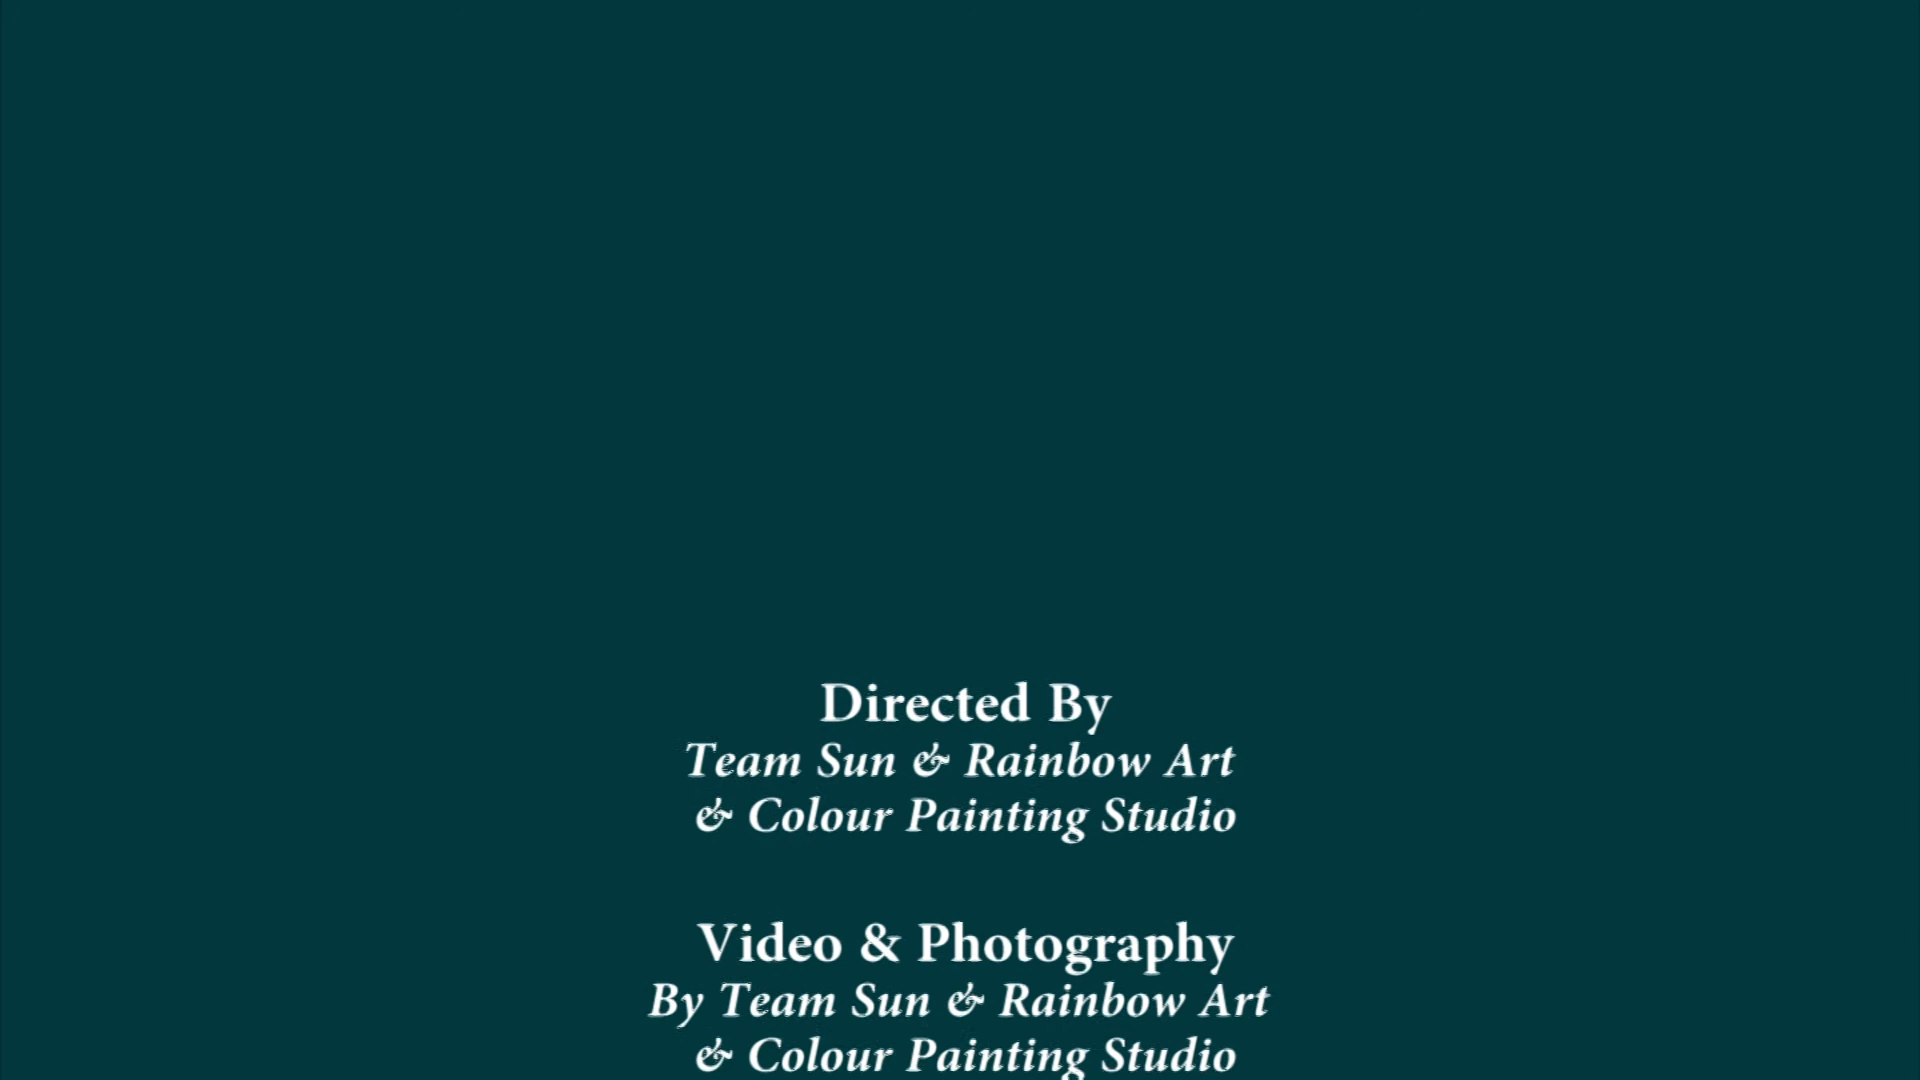 Directed By
Team Sun & Rainbow Art
& Colour Painting Studio
Video & Photography
By Team Sun & Rainbow Art
& Colour Painting Studio